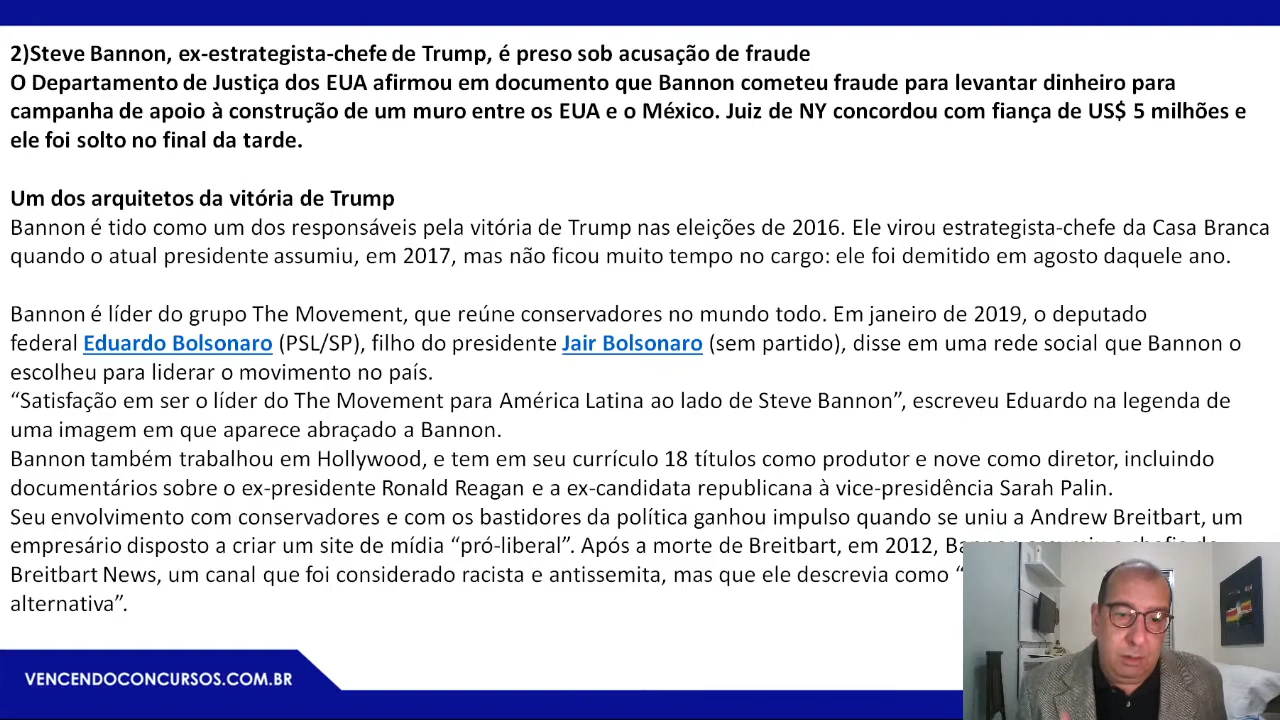 2)Steve Bannon, ex-estrategista-chefe de Trump, é preso sob acusação de fraude
O Departamento de Justiça dos EUA afirmou em documento que Bannon cometeu fraude para levantar dinheiro para
campanha de apoio à construção de um muro entre os EUA e o México. Juiz de NY concordou com fiança de US$ 5 milhões e
ele foi solto no final da tarde.
Um dos arquitetos da vitória de Trump
Bannon é tido como um dos responsáveis pela vitória de Trump nas eleições de 2016. Ele virou estrategista-chefe da Casa Branca
quando o atual presidente assumiu, em 2017, mas não ficou muito tempo no cargo: ele foi demitido em agosto daquele ano.
Bannon é líder do grupo The Movement, que reúne conservadores no mundo todo. Em janeiro de 2019, o deputado
federal Eduardo Bolsonaro (PSL/SP), filho do presidente Jair Bolsonaro (sem partido), disse em uma rede social que Bannon o
escolheu para liderar o movimento no país.
“Satisfação em ser o líder do The Movement para América Latina ao lado de Steve Bannon”, escreveu Eduardo na legenda de
uma imagem em que aparece abraçado a Bannon.
Bannon também trabalhou em Hollywood, e tem em seu currículo 18 títulos como produtor e nove como diretor, incluindo
documentários sobre o ex-presidente Ronald Reagan e a ex-candidata republicana à vice-presidência Sarah Palin.
Seu envolvimento com conservadores e com os bastidores da política ganhou impulso quando se uniu a Andrew Breitbart, um
empresário disposto a criar um site de mídia “pró-liberal”. Após a morte de Breitbart, em 2012,
Breitbart News, um canal que foi considerado racista e antissemita, mas que ele descrevia como “
alternativa”.
VENCENDOCONCURSOS.COM.BR